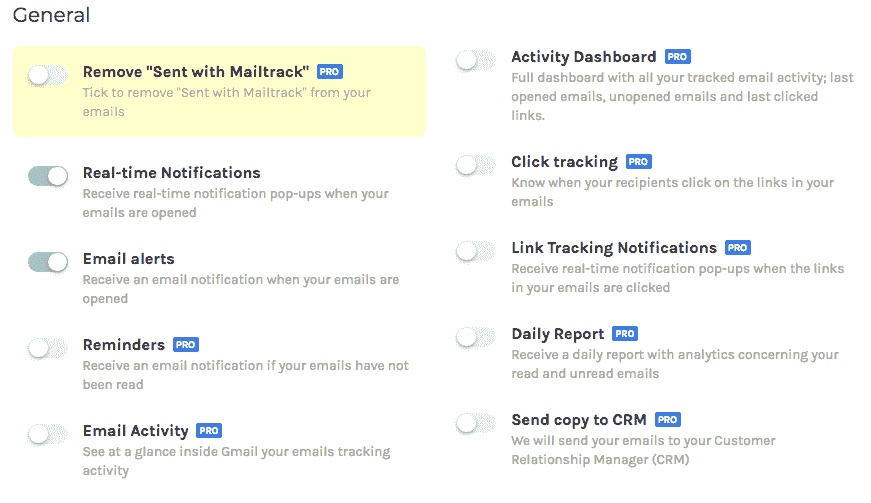 General
Remove "Sent with Mailtrack" PRO
Tick to remove "Sent with Mailtrack" from your
emails
Real-time Notifications
Receive real-time notification pop-ups when your
emails are opened
Email alerts
Receive an email notification when your emails are
opened
Reminders PRO
Receive an email notification if your emails have not
been read
Email Activity PRO
See at a glance inside Gmail your emails tracking
activity
Activity Dashboard PRO
Full dashboard with all your tracked email activity; last
opened emails, unopened emails and last clicked
links.
Click tracking PRO
Know when your recipients click on the links in your
emails
Link Tracking Notifications PRO
Receive real-time notification pop-ups when the links
in your emails are clicked
Daily Report PRO
Receive a daily report with analytics concerning your
read and unread emails
Send copy to CRM PRO
We will send your emails to your Customer
Relationship Manager (CRM)